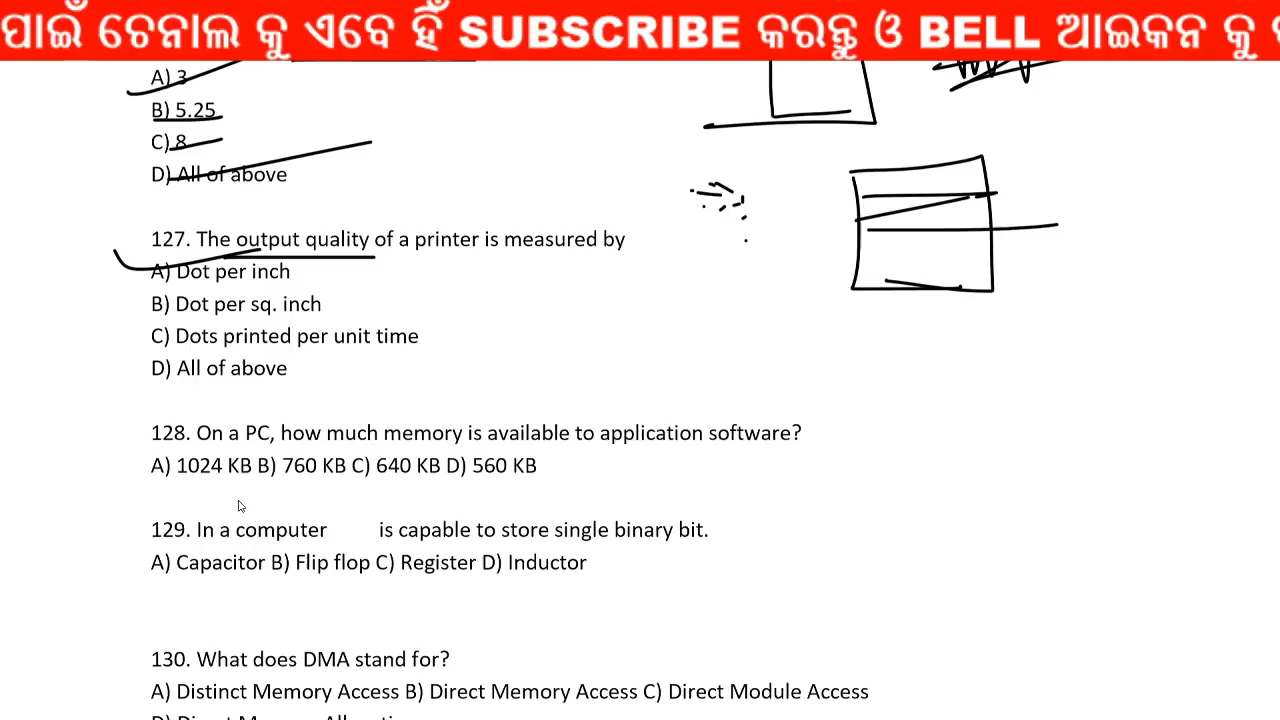 ପାଇଁ ଚେନାଲ କୁ ଏବେ ହିଁ SUBSCRIBE କରନ୍ତୁ ଓ BELL ଆଇକନ କୁ
A) 3
B) 5.25
C) 8
D) All of above
127. The output quality of a printer is measured by
A) Dot per inch
B) Dot per sq. inch
C) Dots printed per unit time
D) All of above
128. On a PC, how much memory is available to application software?
A) 1024 KB B) 760 KB C) 640 KB D) 560 KB
129. In a computer is capable to store single binary bit.
A) Capacitor B) Flip flop C) Register D) Inductor
130. What does DMA stand for?
A) Distinct Memory Access B) Direct Memory Access C) Direct Module Access